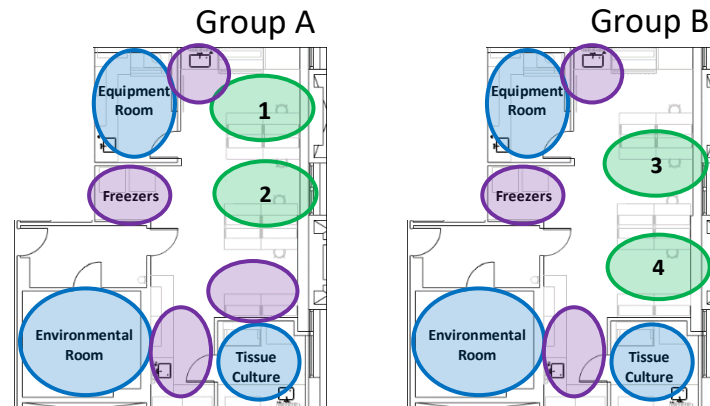 Group A
Group B
Equipment
Room
1
Equipment
Room
Freezers
2
Freezers
3
4
Environmental
Room
Tissue
Culture
Environmental
Room
Tissue
Culture